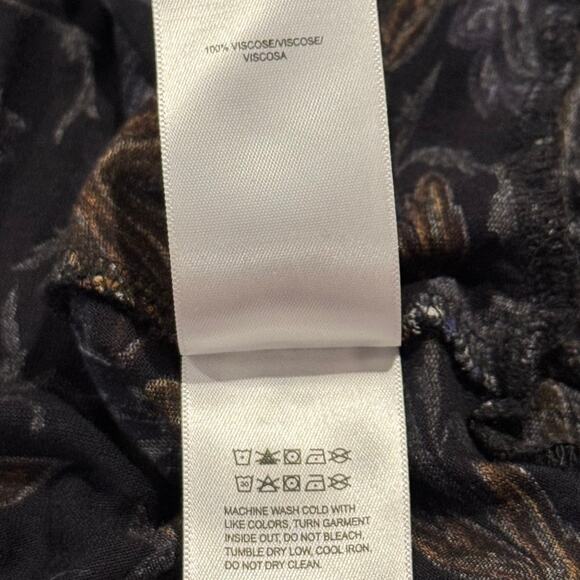 100% VISCOSE/VISCOSE/
VISCOSA
30
MACHINE WASH COLD WITH
LIKE COLORS, TURN GARMENT
INSIDE OUT, DO NOT BLEACH,
TUMBLE DRY LOW, COOL IRON,
DO NOT DRY CLEAN.